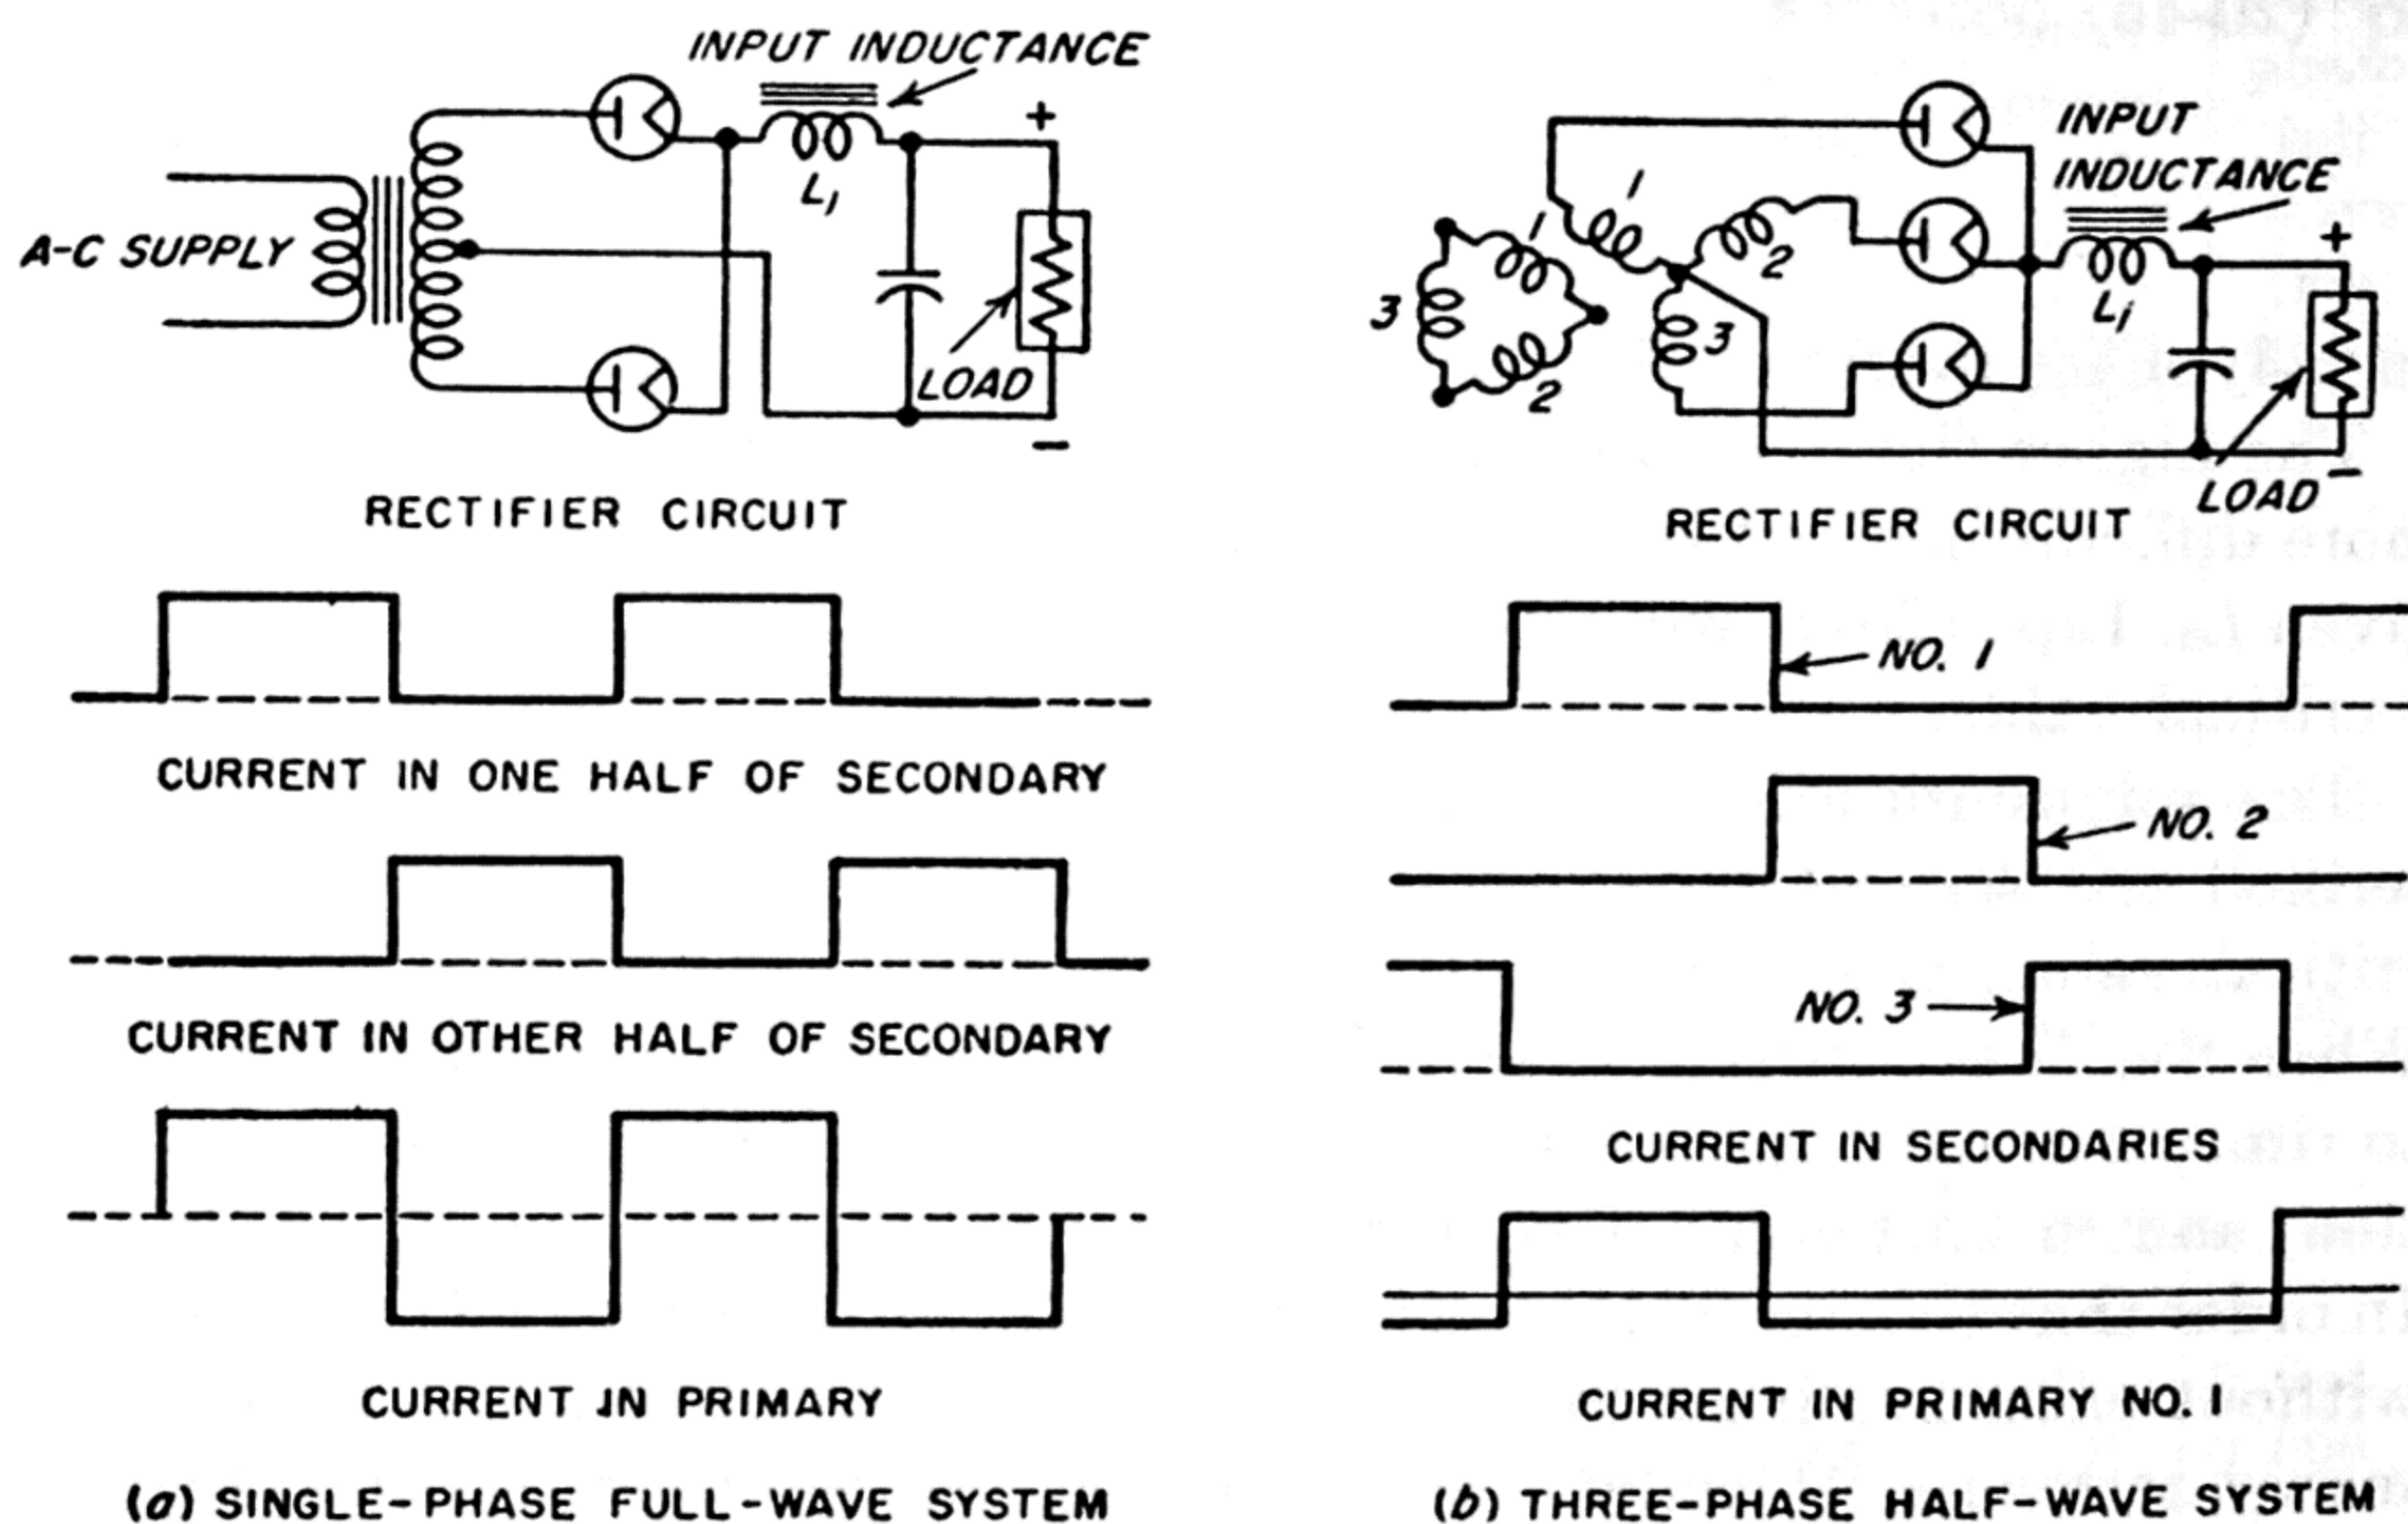 INPUT INDUCTANCE
+
A-C SUPPLY
Li
LOAD
−
RECTIFIER CIRCUIT
CURRENT IN ONE HALF OF SECONDARY
CURRENT IN OTHER HALF OF SECONDARY
CURRENT IN PRIMARY
(a) SINGLE-PHASE FULL-WAVE SYSTEM
INPUT
INDUCTANCE
1
1
2
3
3
2
+
Li
−
LOAD
RECTIFIER CIRCUIT
NO. 1
NO. 2
NO. 3
CURRENT IN SECONDARIES
CURRENT IN PRIMARY NO. 1
(b) THREE-PHASE HALF-WAVE SYSTEM